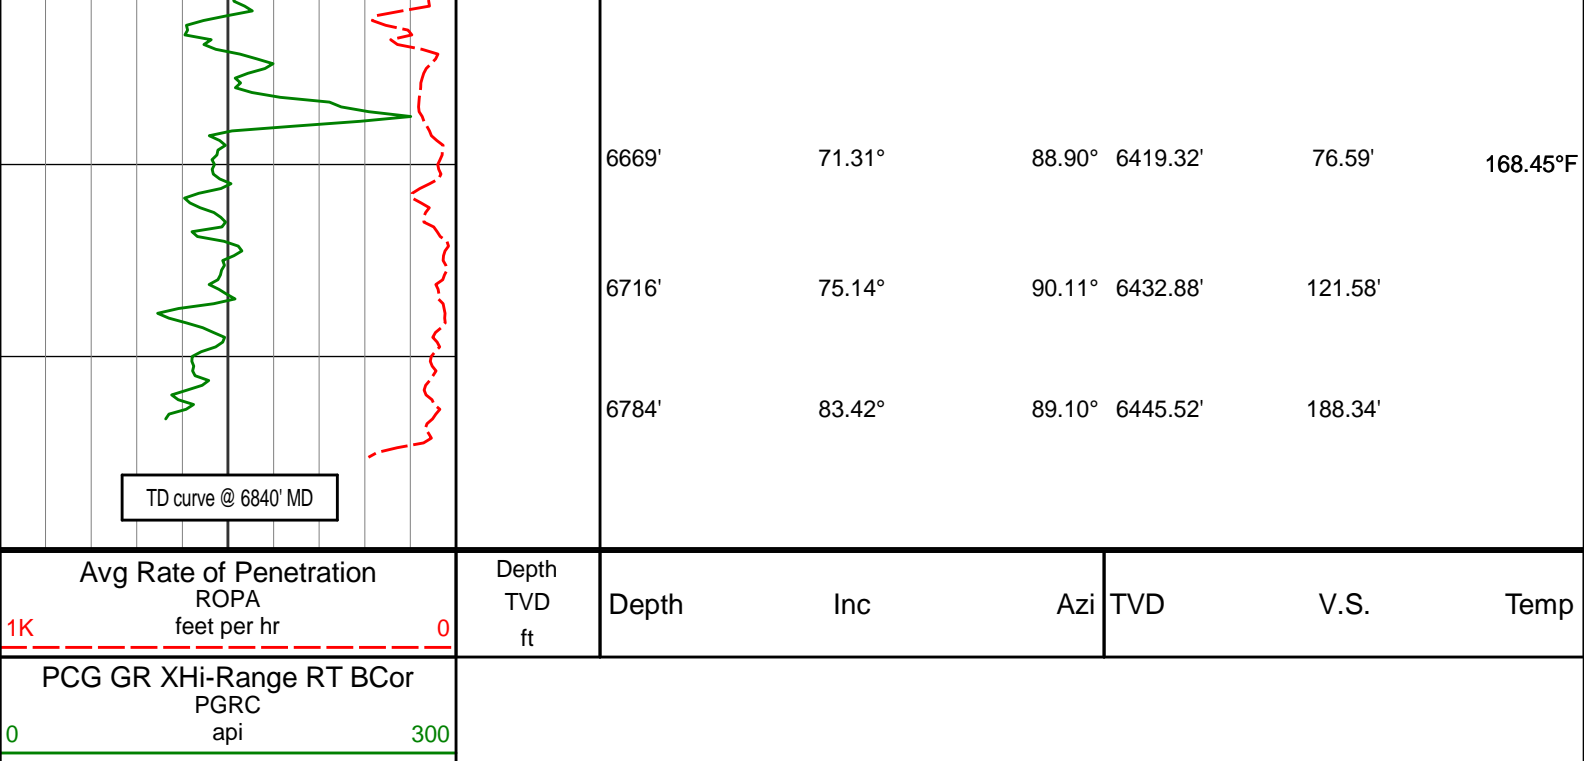 6669' 71.31° 88.90° 6419.32' 76.59' 168.45°F
6716' 75.14° 90.11° 6432.88' 121.58'
6784' 83.42° 89.10° 6445.52' 188.34'
TD curve @ 6840' MD
Avg Rate of Penetration
ROPA
feet per hr
1K 0
Depth
TVD
ft
Depth Inc Azi TVD V.S. Temp
PCG GR XHi-Range RT BCor
PGRC
api
0 300